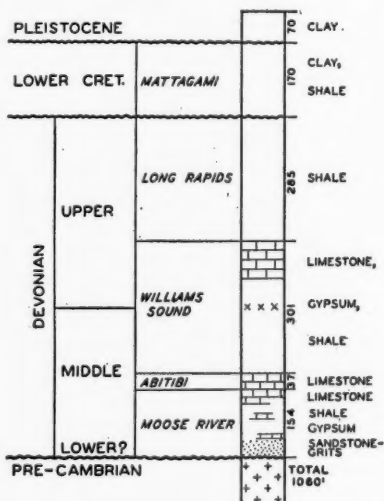 PLEISTOCENE 70 CLAY.
LOWER CRET. MATTAGAMI 170 CLAY,
SHALE
DEVONIAN
UPPER
LONG RAPIDS 285 SHALE
WILLIAMS
SOUND
301
LIMESTONE,
× × × GYPSUM,
SHALE
MIDDLE
ABITIBI 37 LIMESTONE
LIMESTONE
MOOSE RIVER 154 SHALE
GYPSUM
LOWER? SANDSTONE-
GRITS
PRE-CAMBRIAN
TOTAL
1060'